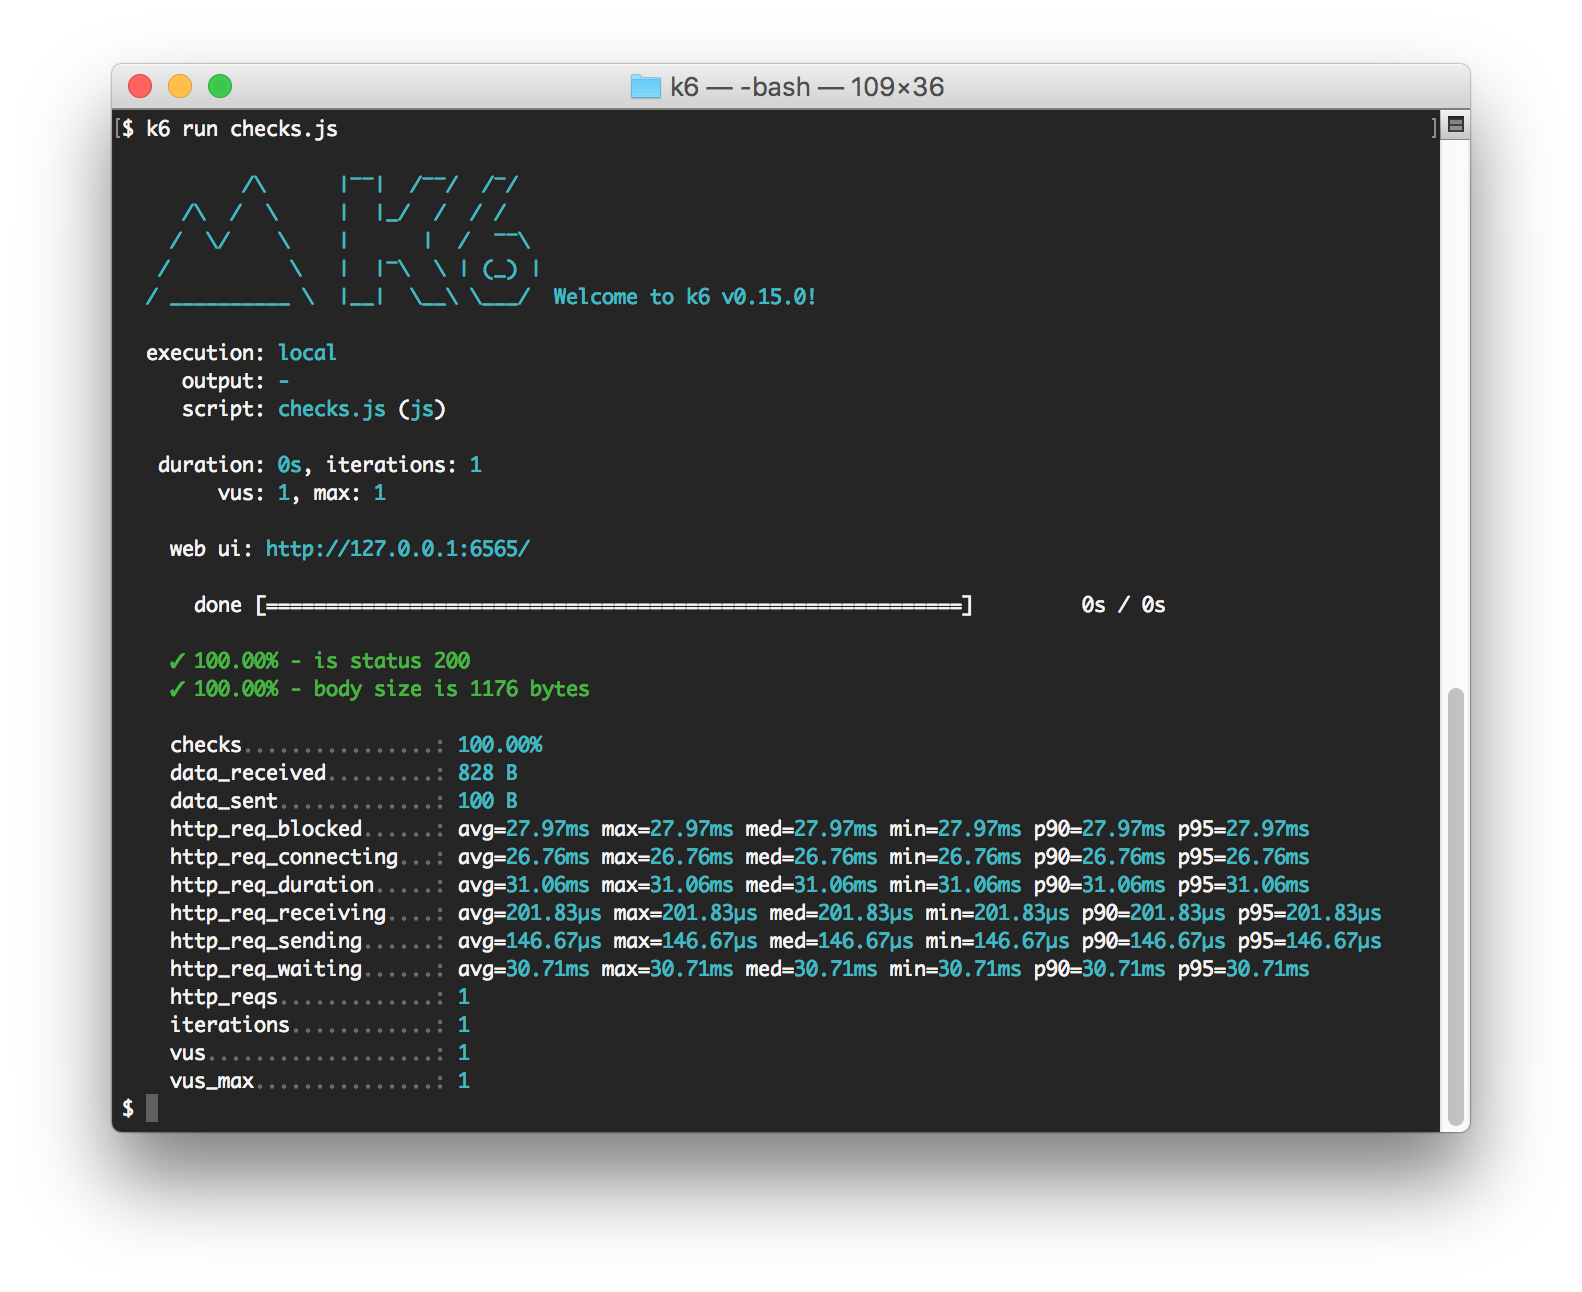 k6 — -bash — 109×36
[$ k6 run checks.js ]
          /\      |‾‾|  /‾‾/  /‾/
     /\  /  \     |  |_/  /  / /
    /  \/    \    |      |  /  ‾‾\
   /          \   |  |‾\  \ | (_) |
  / __________ \  |__|  \__\ \___/  Welcome to k6 v0.15.0!
execution: local
output: -
script: checks.js (js)
duration: 0s, iterations: 1
vus: 1, max: 1
web ui: http://127.0.0.1:6565/
done [==========================================================] 0s / 0s
✓ 100.00% - is status 200
✓ 100.00% - body size is 1176 bytes
checks................: 100.00%
data_received.........: 828 B
data_sent.............: 100 B
http_req_blocked......: avg=27.97ms max=27.97ms med=27.97ms min=27.97ms p90=27.97ms p95=27.97ms
http_req_connecting...: avg=26.76ms max=26.76ms med=26.76ms min=26.76ms p90=26.76ms p95=26.76ms
http_req_duration.....: avg=31.06ms max=31.06ms med=31.06ms min=31.06ms p90=31.06ms p95=31.06ms
http_req_receiving....: avg=201.83µs max=201.83µs med=201.83µs min=201.83µs p90=201.83µs p95=201.83µs
http_req_sending......: avg=146.67µs max=146.67µs med=146.67µs min=146.67µs p90=146.67µs p95=146.67µs
http_req_waiting......: avg=30.71ms max=30.71ms med=30.71ms min=30.71ms p90=30.71ms p95=30.71ms
http_reqs.............: 1
iterations............: 1
vus...................: 1
vus_max...............: 1
$